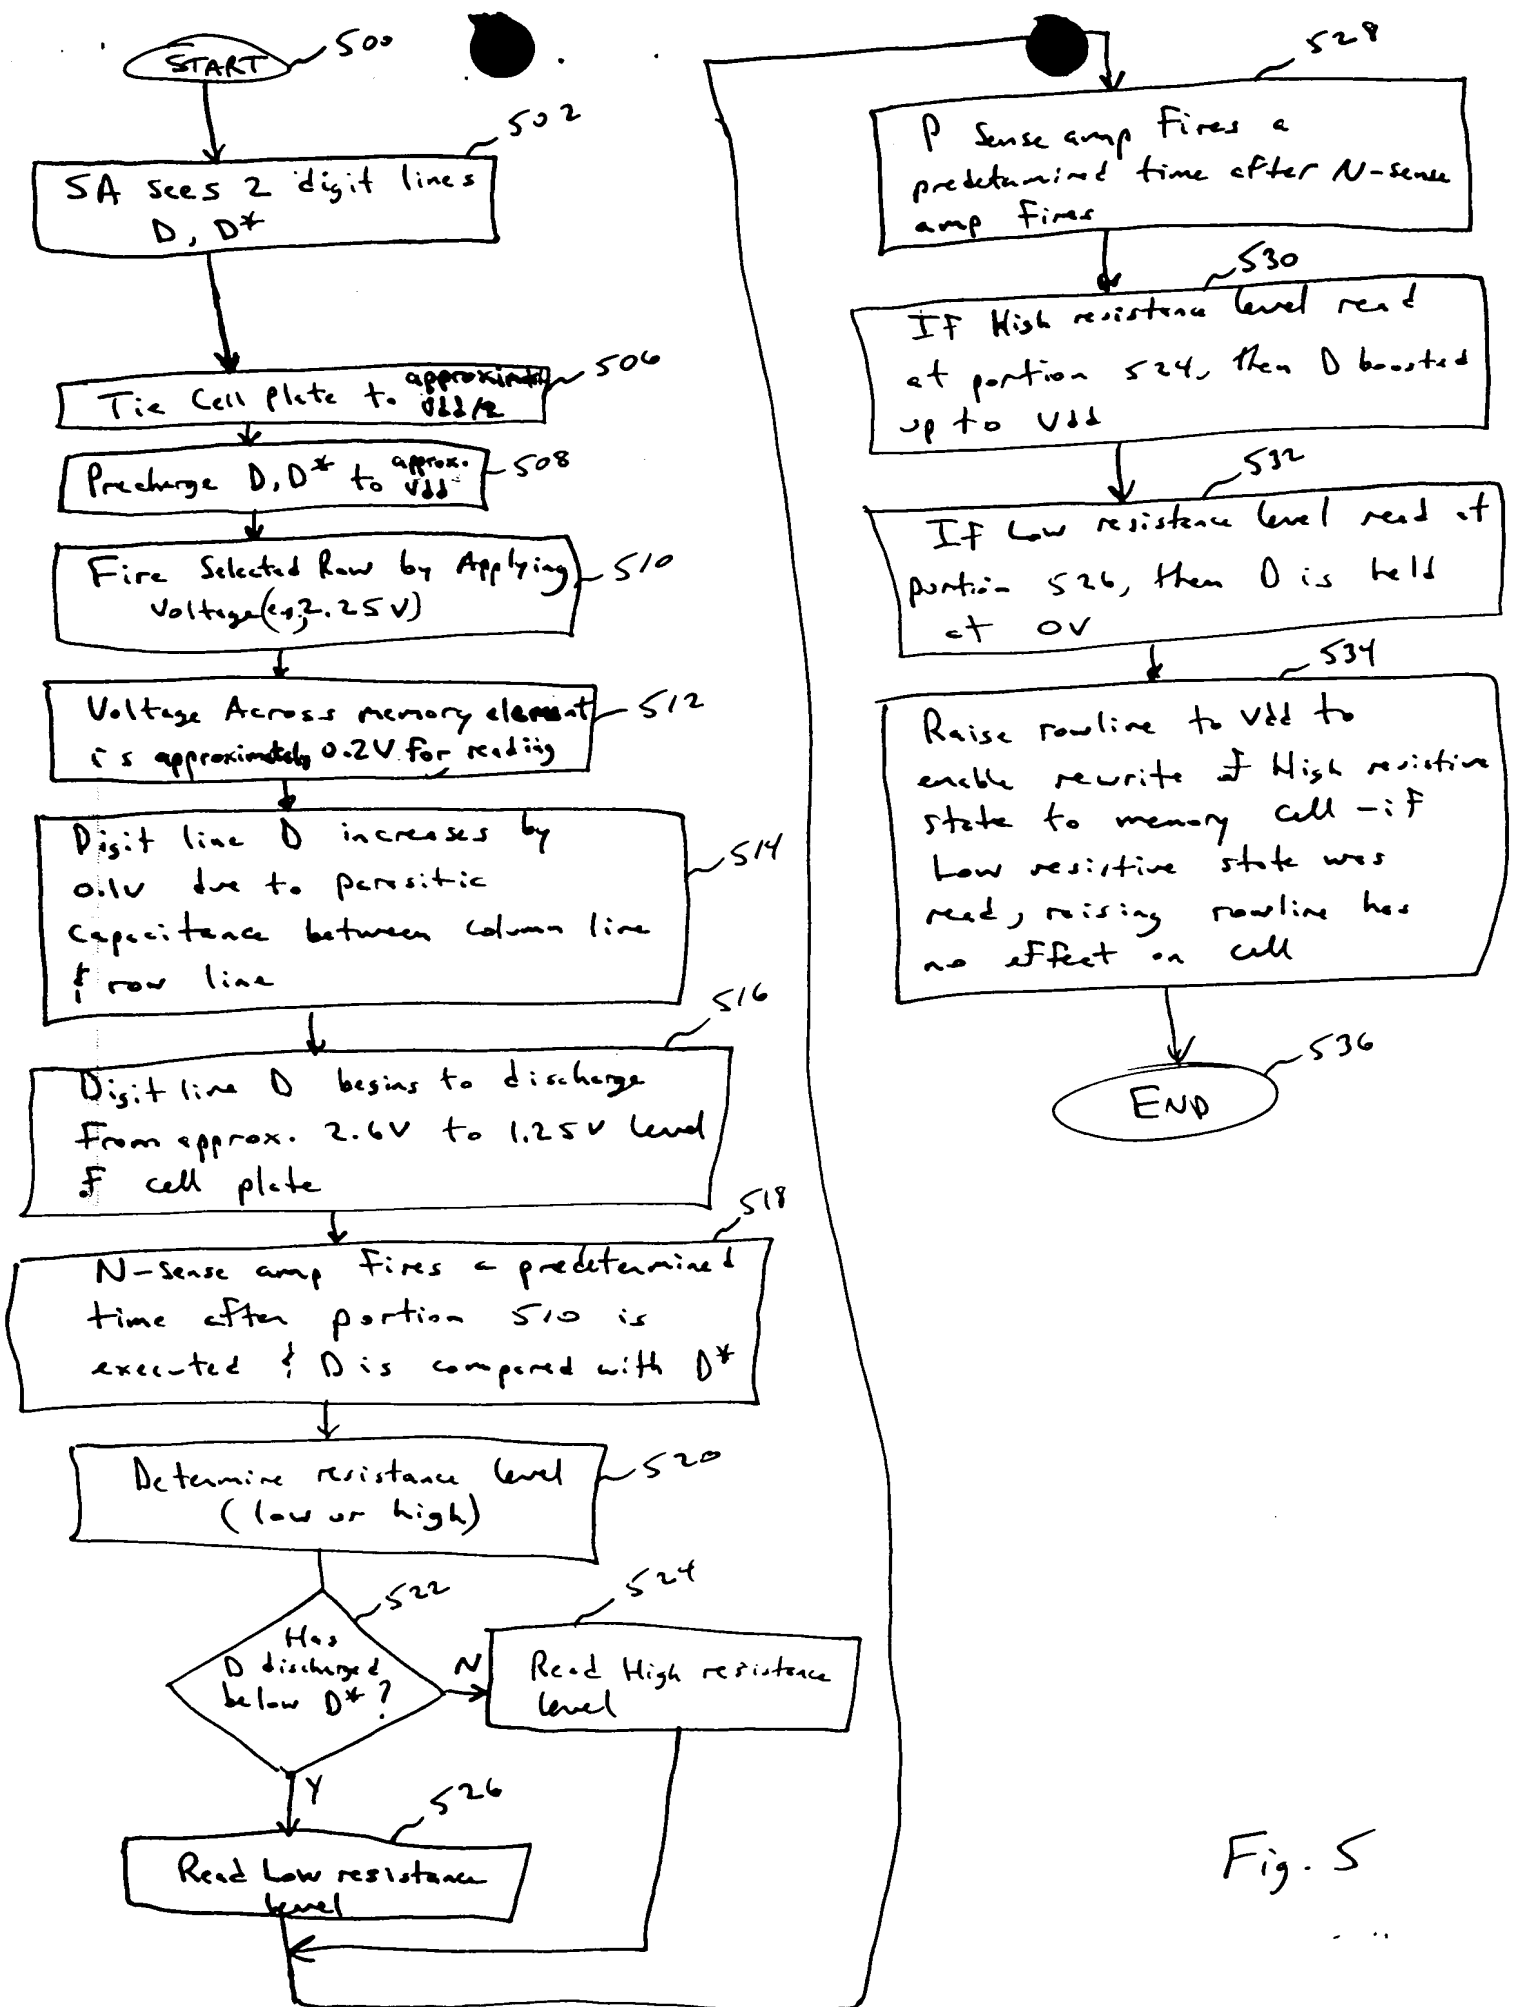 START
500
502
SA sees 2 digit lines
D, D*
506
Tie Cell plate to approximately
Vdd/2
508
Precharge D, D* to approx.
Vdd
510
Fire Selected Row by Applying
Voltage (e.g., 2.25V)
512
Voltage Across memory element
is approximately 0.2V for reading
514
Digit line D increases by
0.1V due to parasitic
capacitance between column line
& row line
516
Digit line D begins to discharge
from approx. 2.6V to 1.25V level
of cell plate
518
N-Sense amp fires a predetermined
time after portion 510 is
executed & D is compared with D*
520
Determine resistance level
(low or high)
522
Has
D discharged
below D*?
N
Y
524
Read High resistance
level
526
Read Low resistance
level
528
P Sense amp Fires a
predetermined time after N-sense
amp fires
530
If High resistance level read
at portion 524, then D boosted
up to Vdd
532
If Low resistance level read at
portion 526, then D is held
at 0V
534
Raise rowline to Vdd to
enable rewrite of High resistive
state to memory cell - if
Low resistive state was
read, raising rowline has
no effect on cell
536
END
Fig. 5